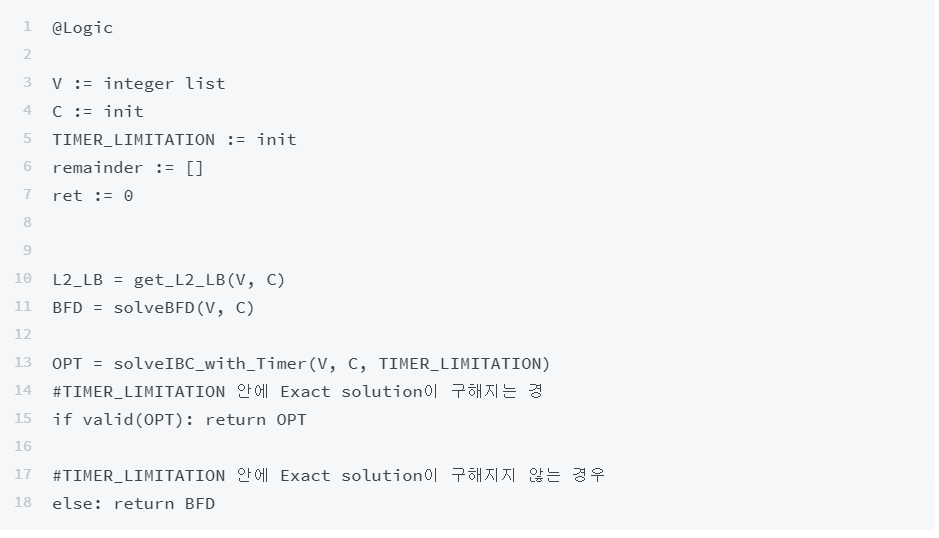 1 @Logic
2
3 V := integer list
4 C := init
5 TIMER_LIMITATION := init
6 remainder := []
7 ret := 0
8
9
10 L2_LB = get_L2_LB(V, C)
11 BFD = solveBFD(V, C)
12
13 OPT = solveIBC_with_Timer(V, C, TIMER_LIMITATION)
14 #TIMER_LIMITATION 안에 Exact solution이 구해지는 경
15 if valid(OPT): return OPT
16
17 #TIMER_LIMITATION 안에 Exact solution이 구해지지 않는 경우
18 else: return BFD